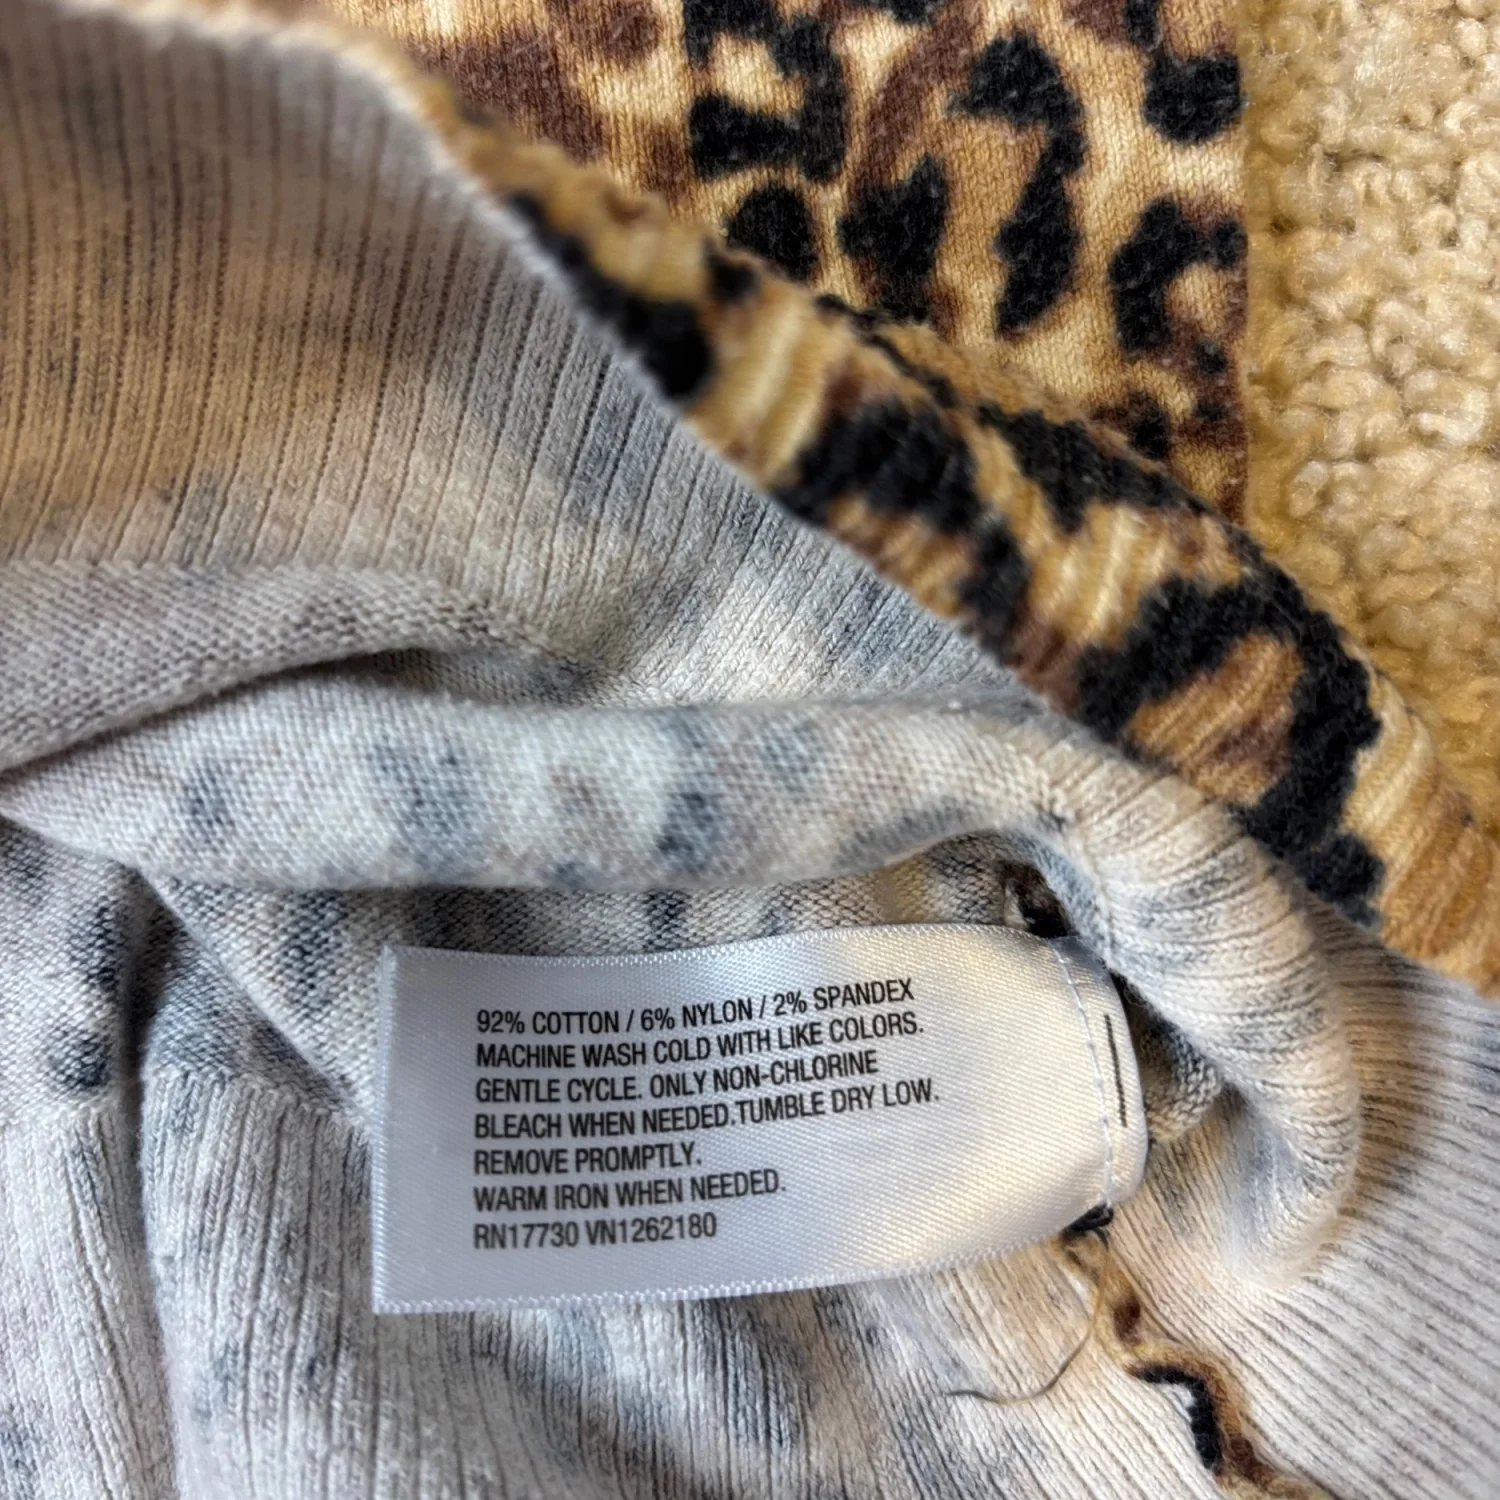 92% COTTON / 6% NYLON / 2% SPANDEX
MACHINE WASH COLD WITH LIKE COLORS.
GENTLE CYCLE. ONLY NON-CHLORINE
BLEACH WHEN NEEDED.TUMBLE DRY LOW.
REMOVE PROMPTLY.
WARM IRON WHEN NEEDED.
RN17730 VN1262180